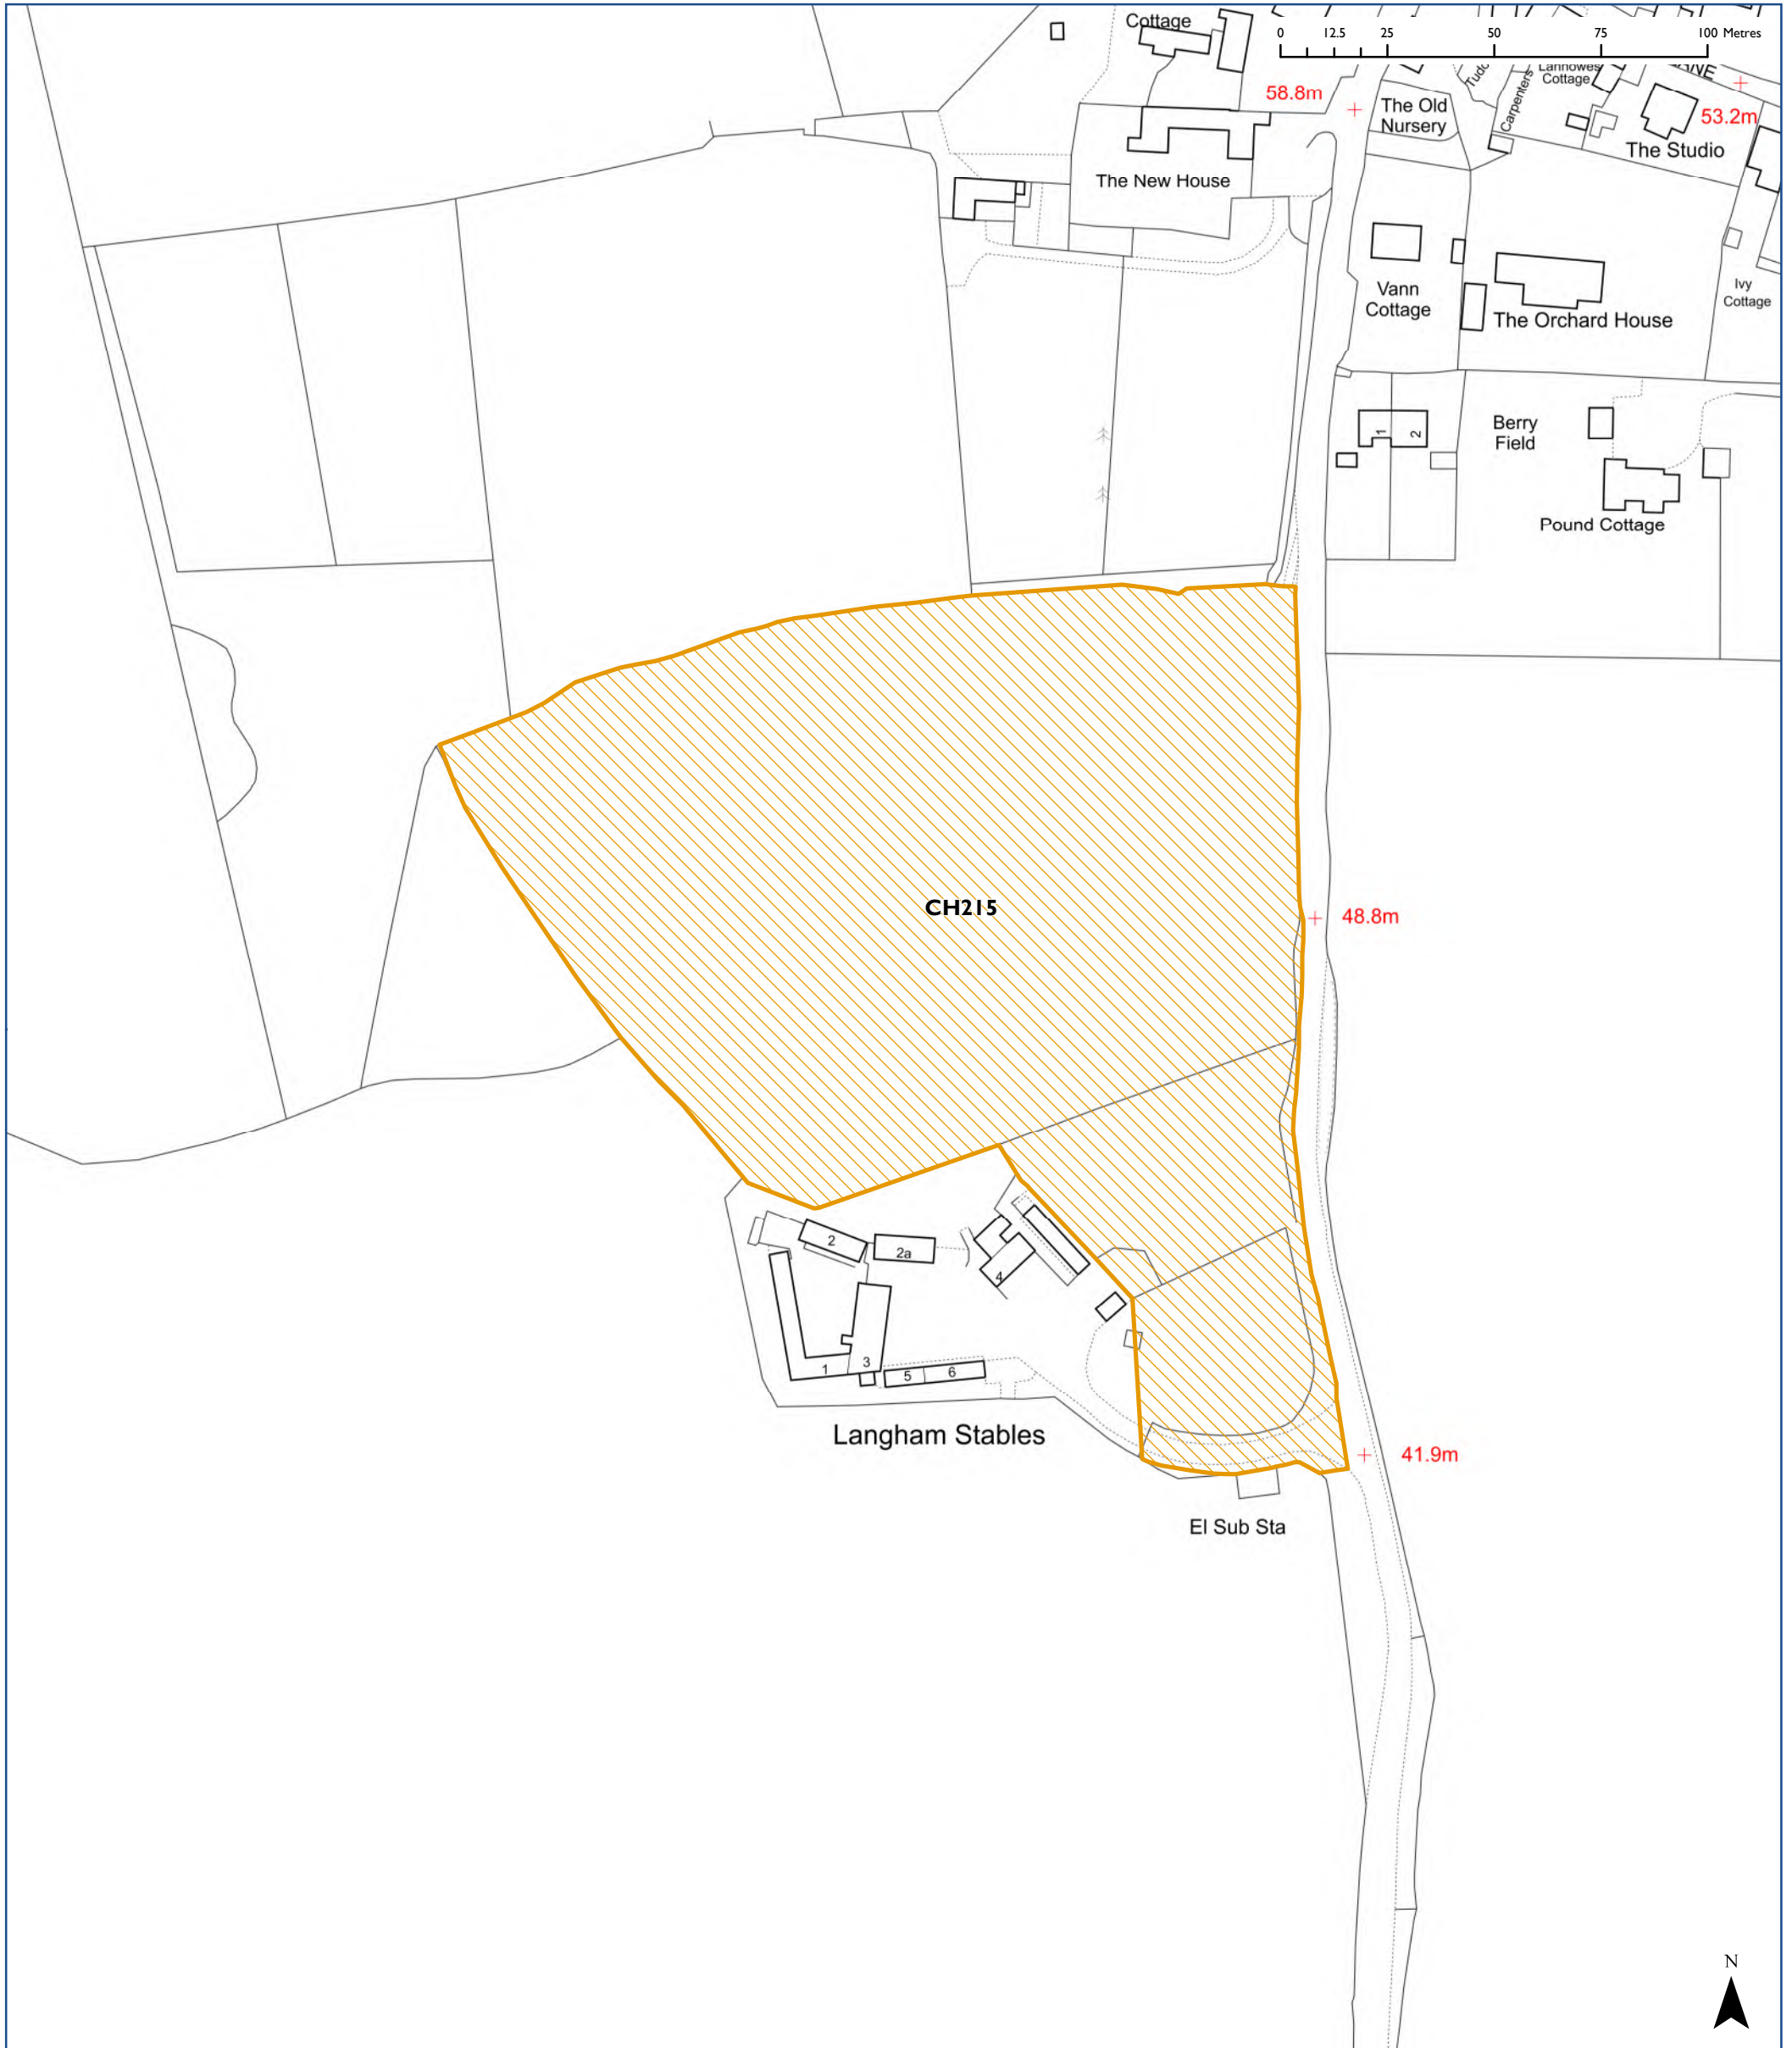 Cottage
0 12.5 25 50 75 100 Metres
58.8m
The Old
Nursery
Carpenters
Lannowes
Cottage
53.2m
The Studio
The New House
Vann
Cottage
The Orchard House
Ivy
Cottage
1 2
Berry
Field
Pound Cottage
CH215
48.8m
2
2a
4
1
3
5
6
Langham Stables
41.9m
El Sub Sta
N